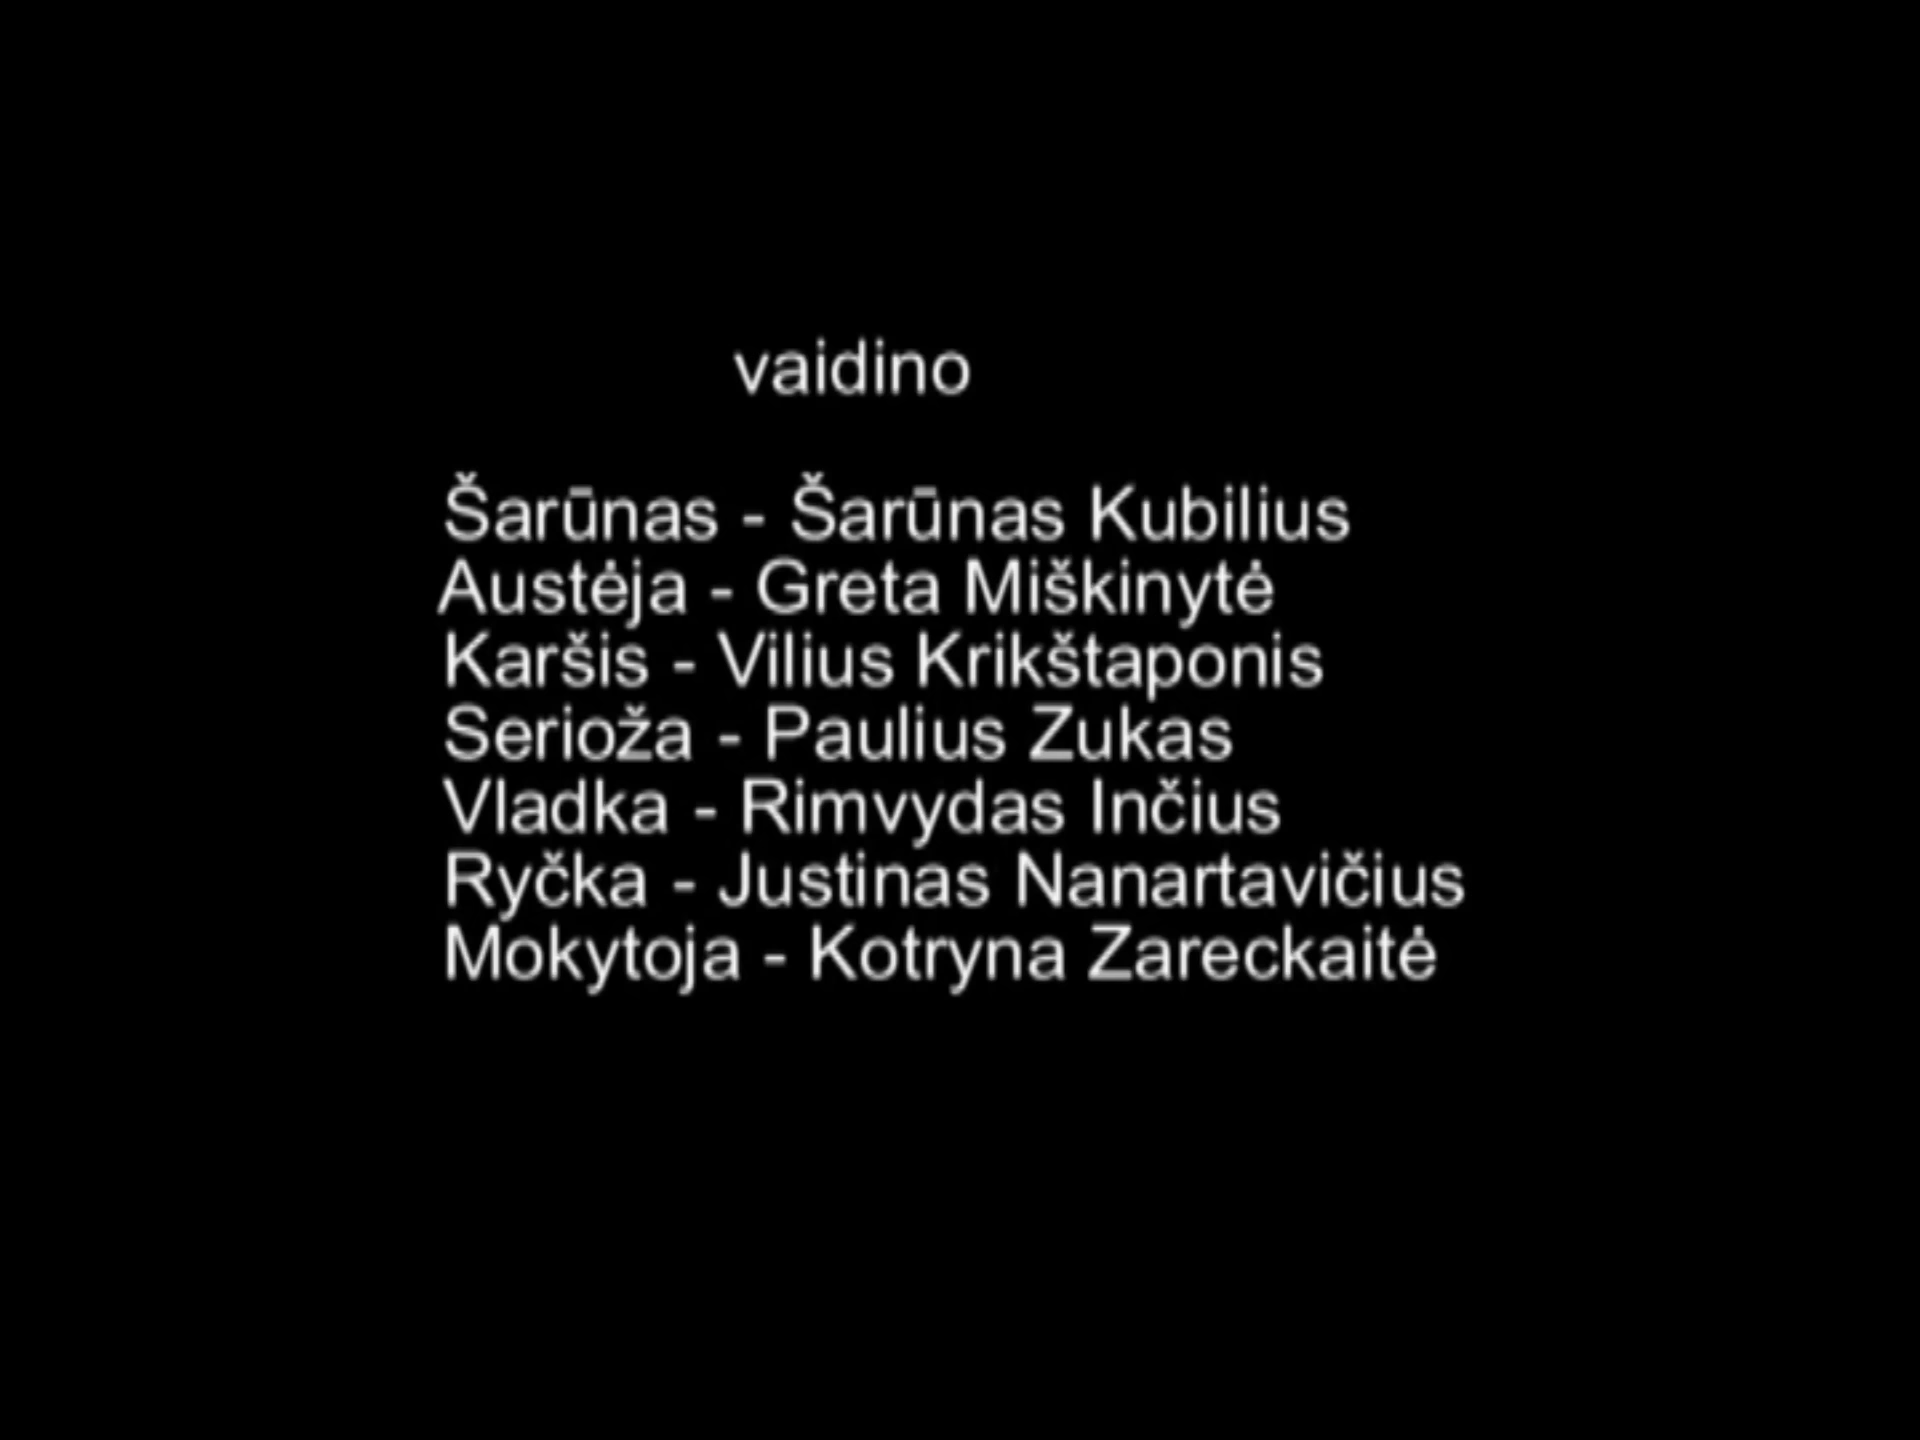 vaidino
Šarūnas - Šarūnas Kubilius
Austėja - Greta Miškinytė
Karšis - Vilius Krikštaponis
Serioža - Paulius Zukas
Vladka - Rimvydas Inčius
Ryčka - Justinas Nanartavičius
Mokytoja - Kotryna Zareckaitė